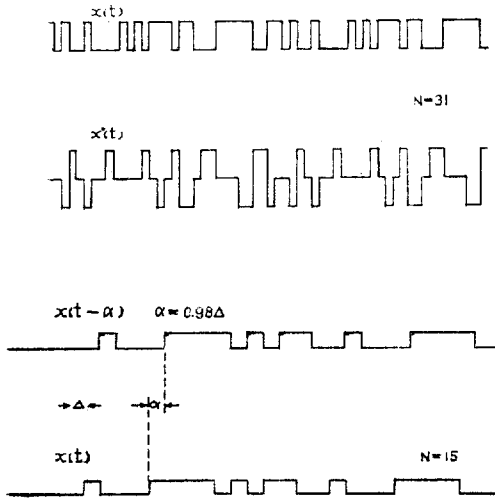 x(t)
N=31
x*(t)
x(t-α) α=0.98Δ
Δ α
x(t) N=15